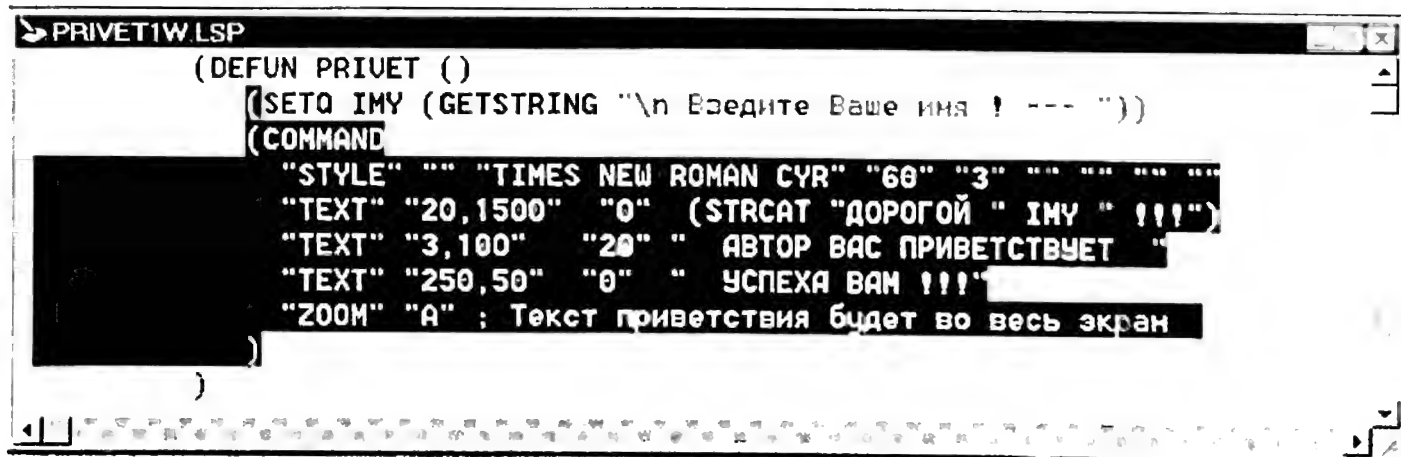 PRIVET1W.LSP
(DEFUN PRIVET ()
(SETQ IMY (GETSTRING "\n Введите Ваше имя ! --- "))
(COMMAND
"STYLE" "" "TIMES NEW ROMAN CYR" "60" "3" "" "" "" ""
"TEXT" "20,1500" "0" (STRCAT "ДОРОГОЙ " IMY " !!!")
"TEXT" "3,100" "20" " АВТОР ВАС ПРИВЕТСТВУЕТ "
"TEXT" "250,50" "0" " УСПЕХА ВАМ !!!"
"ZOOM" "A" ; Текст приветствия будет во весь экран
)
)